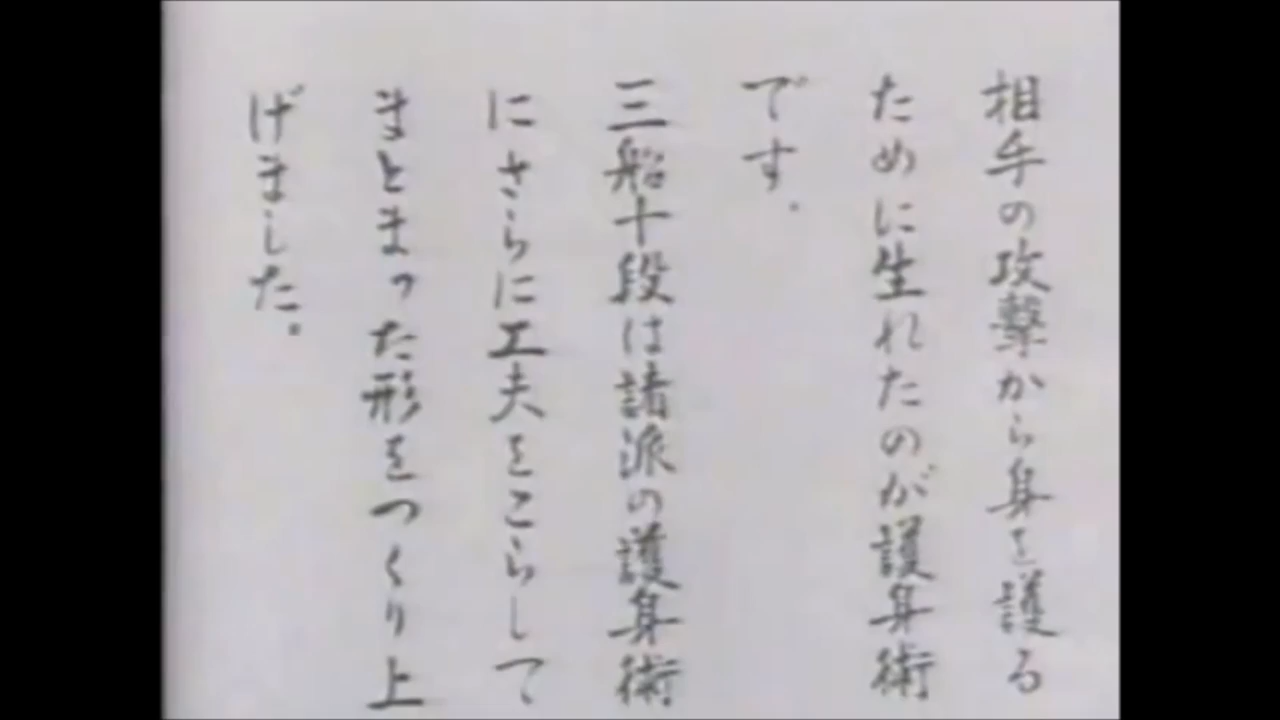 相手の攻撃から身を護る
ために生れたのが護身術
です.
三船十段は諸派の護身術
にさらに工夫をこらして
まとまった形をつくり上
げました.